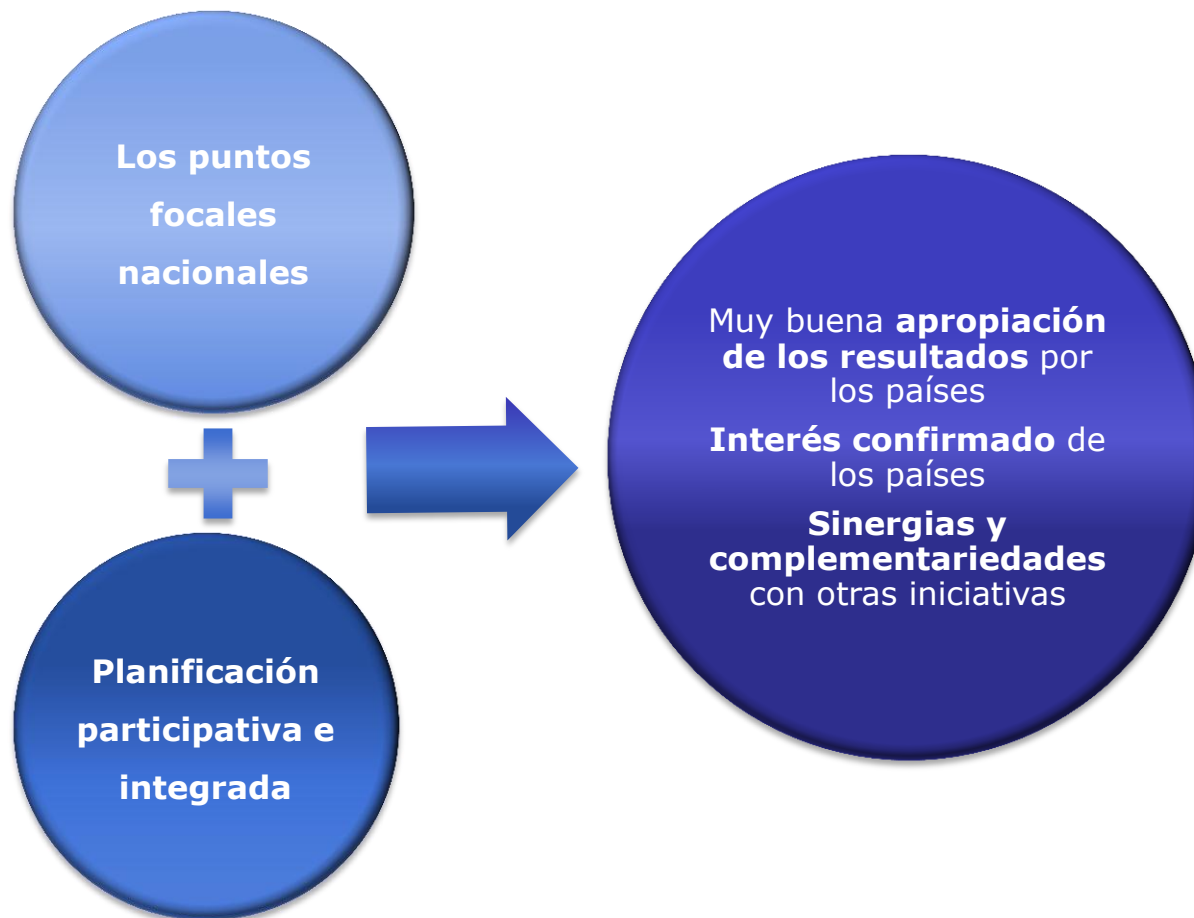 Los puntos
focales
nacionales
Planificación
participativa e
integrada
Muy buena apropiación
de los resultados por
los países
Interés confirmado de
los países
Sinergias y
complementariedades
con otras iniciativas